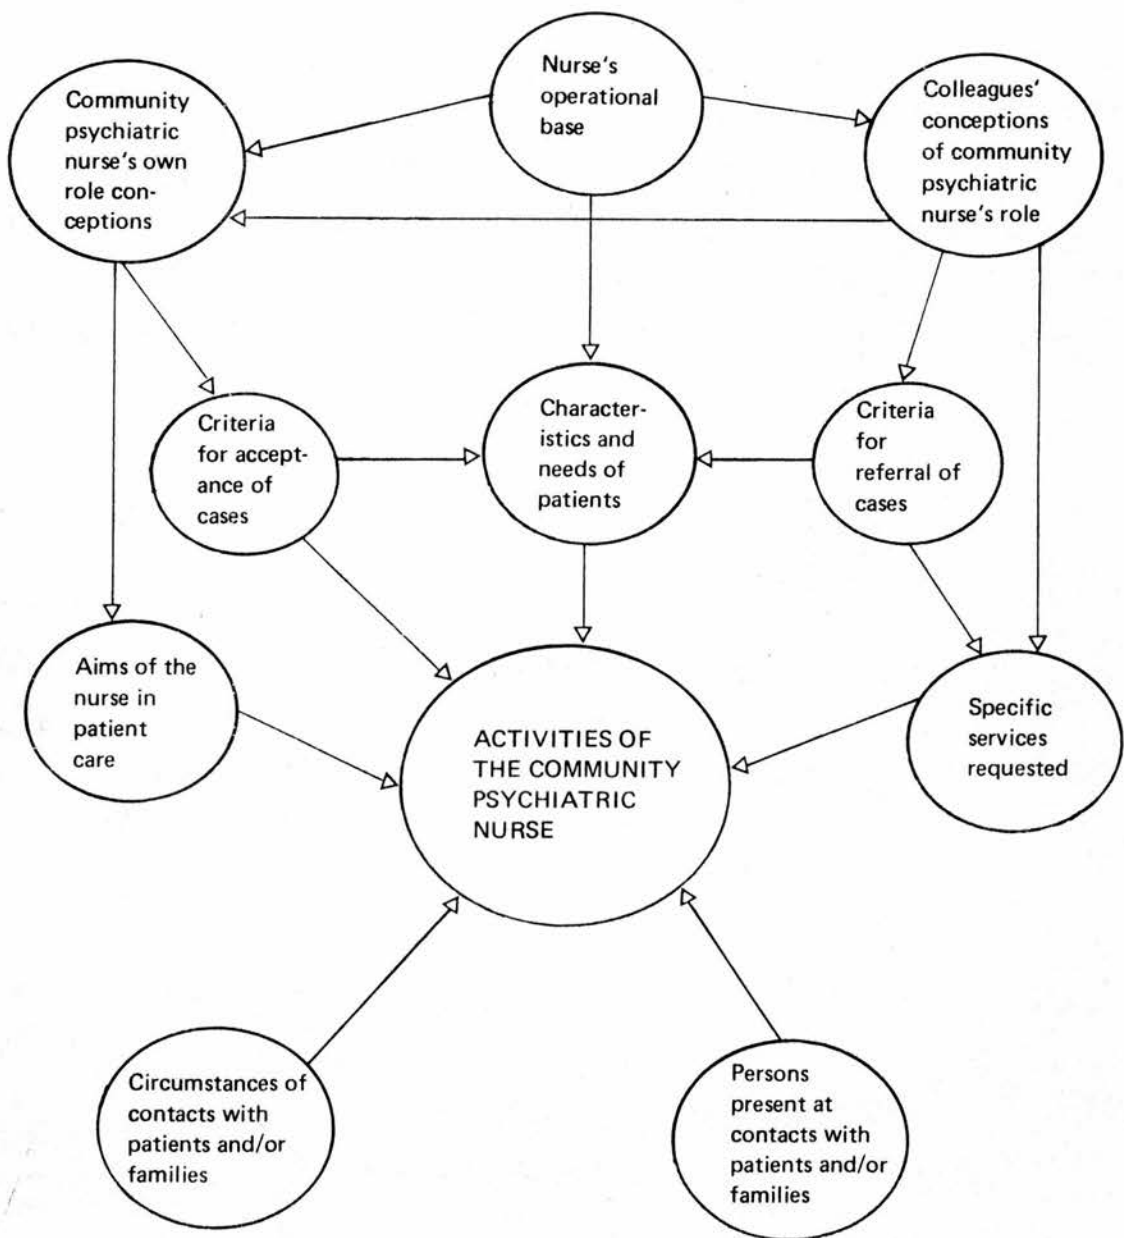 Community
psychiatric
nurse's own
role con-
ceptions
Nurse's
operational
base
Colleagues'
conceptions
of community
psychiatric
nurse's role
Criteria
for accept-
ance of
cases
Character-
istics and
needs of
patients
Criteria
for
referral of
cases
Aims of the
nurse in
patient
care
ACTIVITIES OF
THE COMMUNITY
PSYCHIATRIC
NURSE
Specific
services
requested
Circumstances of
contacts with
patients and/or
families
Persons
present at
contacts with
patients and/or
families